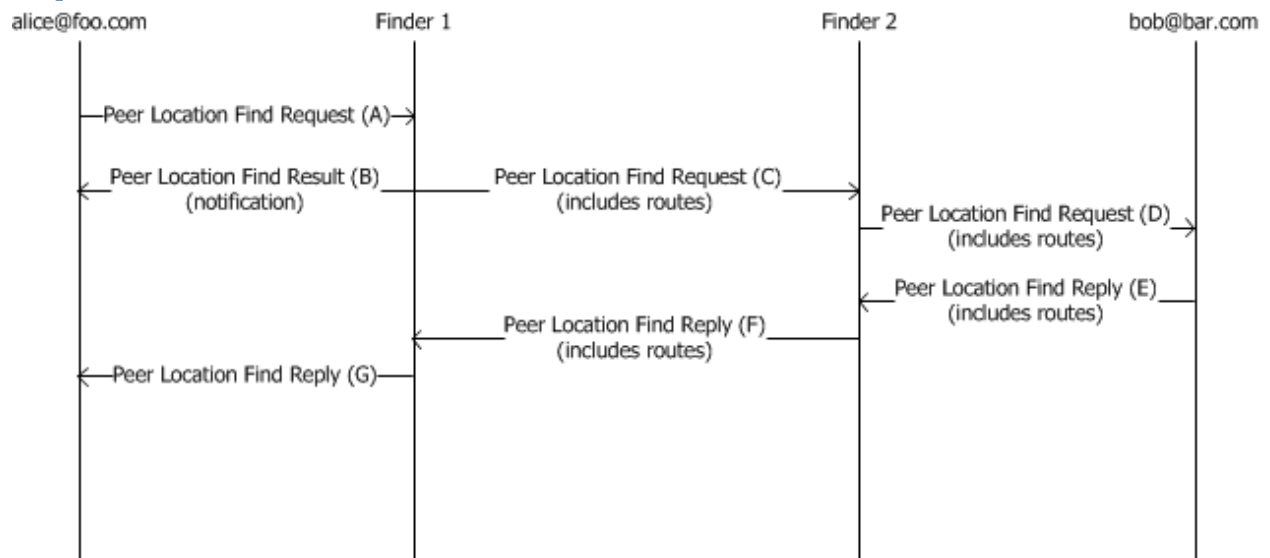 alice@foo.com
Finder 1
Finder 2
bob@bar.com
Peer Location Find Request (A)
Peer Location Find Result (B)
(notification)
Peer Location Find Request (C)
(includes routes)
Peer Location Find Request (D)
(includes routes)
Peer Location Find Reply (E)
(includes routes)
Peer Location Find Reply (F)
(includes routes)
Peer Location Find Reply (G)